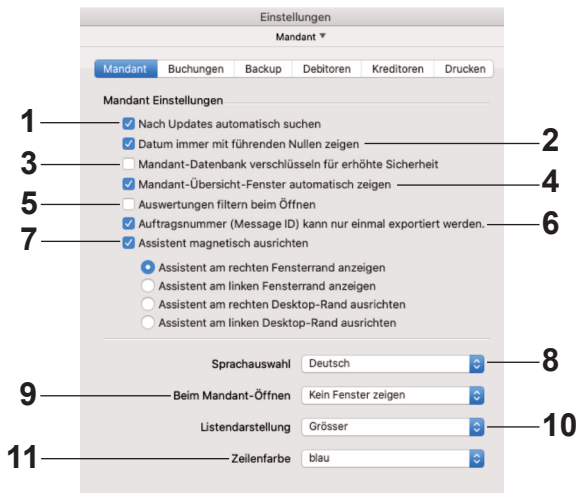 Einstellungen
Mandant ▼
Mandant Buchungen Backup Debitoren Kreditoren Drucken
Mandant Einstellungen
1 Nach Updates automatisch suchen
Datum immer mit führenden Nullen zeigen 2
3 Mandant-Datenbank verschlüsseln für erhöhte Sicherheit
Mandant-Übersicht-Fenster automatisch zeigen 4
5 Auswertungen filtern beim Öffnen
Auftragsnummer (Message ID) kann nur einmal exportiert werden. 6
7 Assistent magnetisch ausrichten
Assistent am rechten Fensterrand anzeigen
Assistent am linken Fensterrand anzeigen
Assistent am rechten Desktop-Rand ausrichten
Assistent am linken Desktop-Rand ausrichten
Sprachauswahl Deutsch 8
9 Beim Mandant-Öffnen Kein Fenster zeigen
Listendarstellung Grösser 10
11 Zeilenfarbe blau